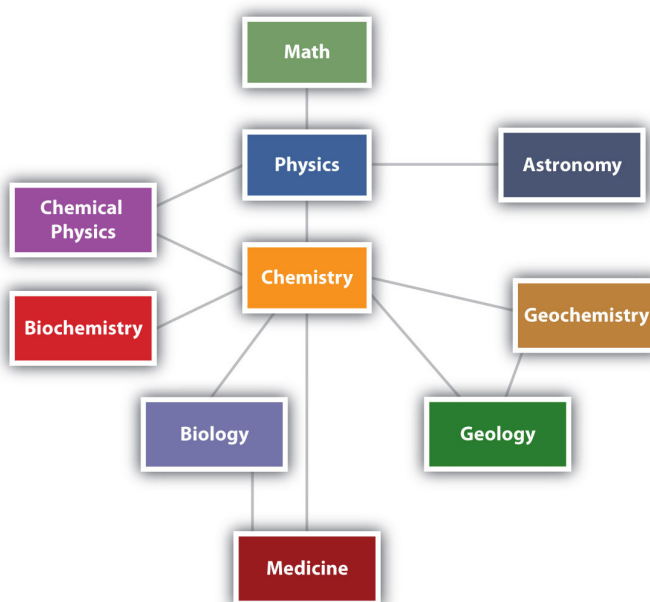 Math
Physics
Astronomy
Chemical
Physics
Chemistry
Biochemistry
Geochemistry
Biology
Geology
Medicine